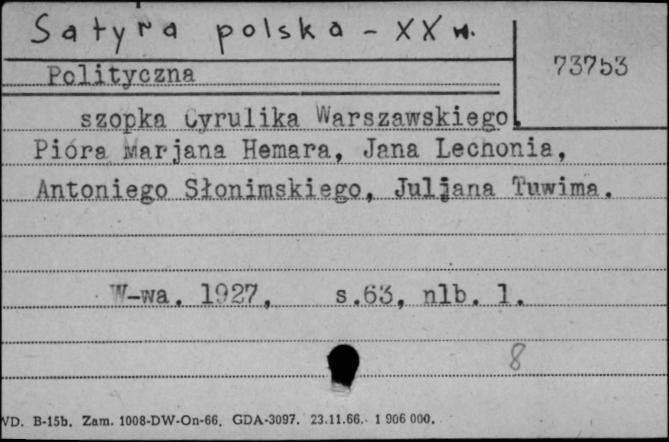 Satyra polska - XX w.
73753
Polityczna
szopka Cyrulika Warszawskiego.
Pióra Marjana Hemara, Jana Lechonia,
Antoniego Słonimskiego, Juljana Tuwima.
W-wa. 1927,    s.63, nlb. 1.
8
VD. B-15b. Zam. 1008-DW-On-66. GDA-3097. 23.11.66. 1 906 000.